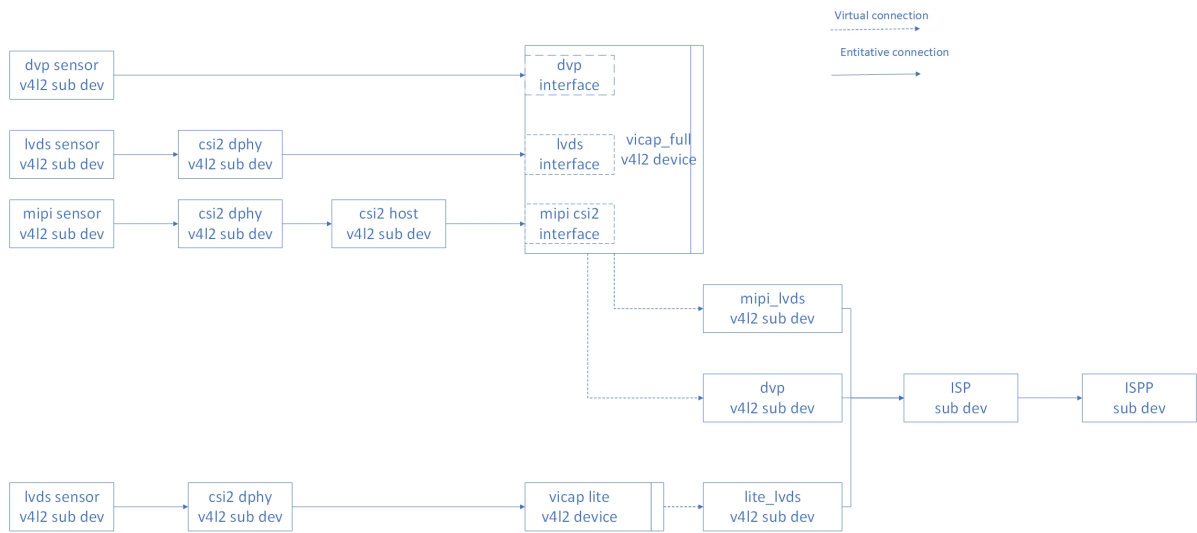 Virtual connection
Entitative connection
dvp sensor
v4l2 sub dev
dvp
interface
lvds sensor
v4l2 sub dev
csi2 dphy
v4l2 sub dev
lvds
interface
vicap_full
v4l2 device
mipi sensor
v4l2 sub dev
csi2 dphy
v4l2 sub dev
csi2 host
v4l2 sub dev
mipi csi2
interface
mipi_lvds
v4l2 sub dev
dvp
v4l2 sub dev
ISP
sub dev
ISPP
sub dev
lvds sensor
v4l2 sub dev
csi2 dphy
v4l2 sub dev
vicap lite
v4l2 device
lite_lvds
v4l2 sub dev